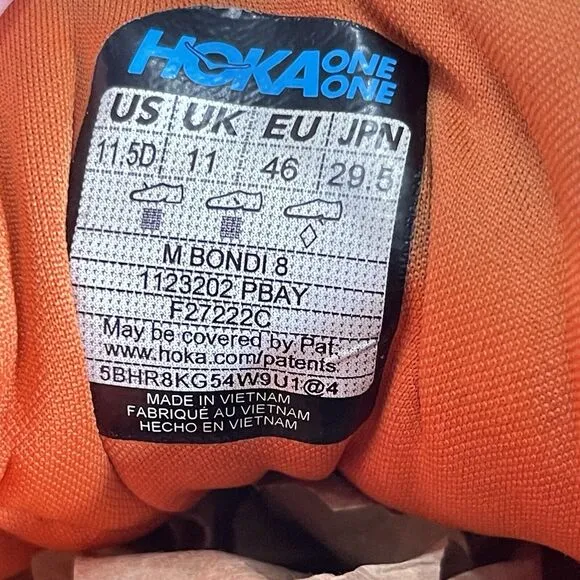 HOKA ONE ONE
US UK EU JPN
11.5D 11 46 29.5
M BONDI 8
1123202 PBAY
F27222C
May be covered by Pat.
www.hoka.com/patents
5BHR8KG54W9U1@4
MADE IN VIETNAM
FABRIQUÉ AU VIETNAM
HECHO EN VIETNAM